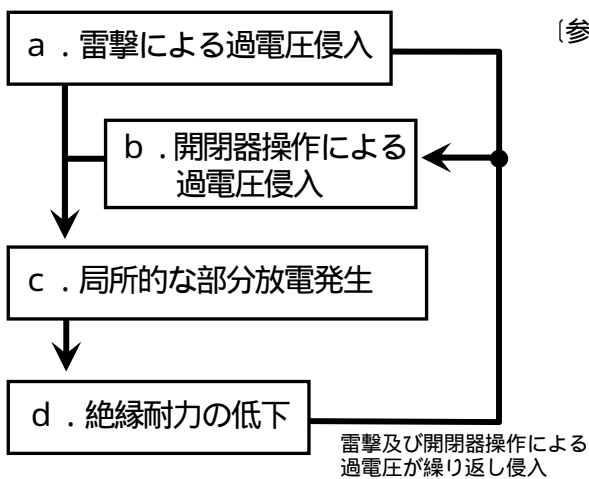 a．雷撃による過電圧侵入
〔参
b．開閉器操作による
過電圧侵入
c．局所的な部分放電発生
d．絶縁耐力の低下
雷撃及び開閉器操作による
過電圧が繰り返し侵入